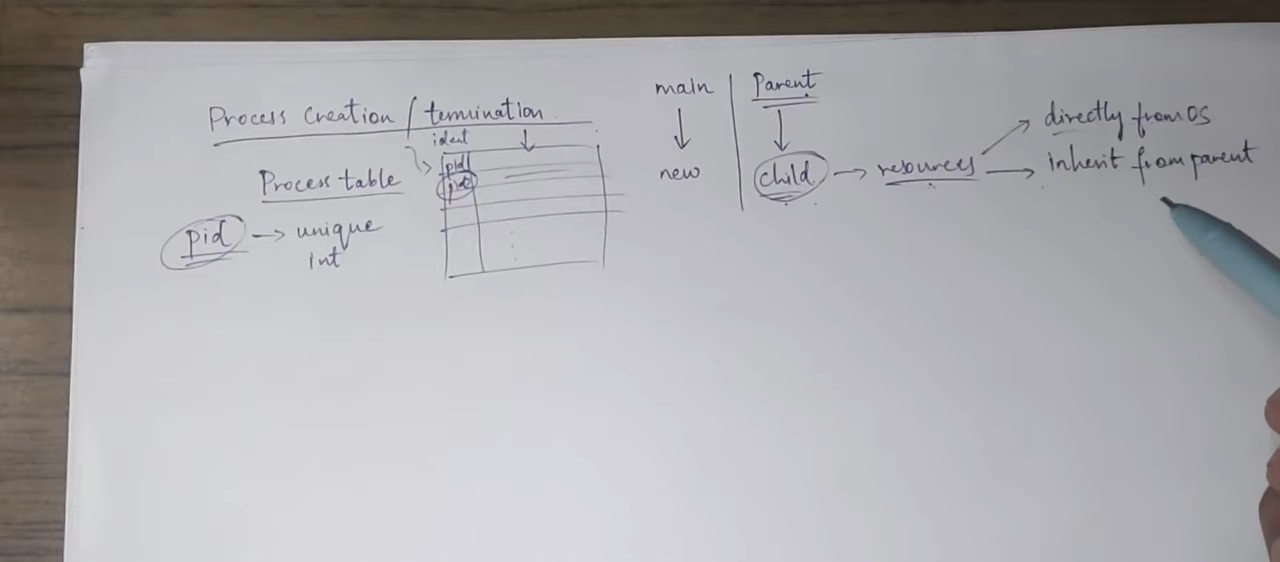 Process Creation / termination
ident
pid
pid
Process table
pid → unique
int
main
↓
new
Parent
↓
child → resources
→ directly from OS
→ inherit from parent